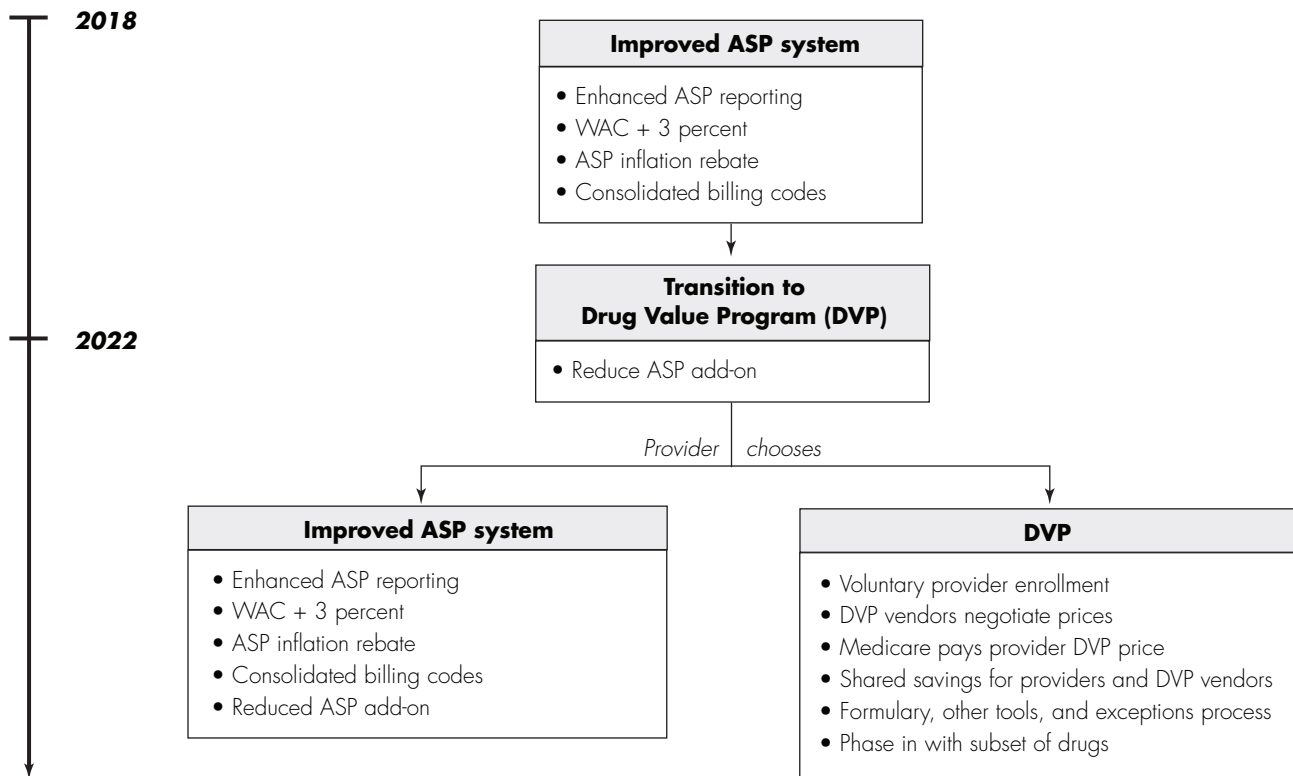 2018
Improved ASP system
• Enhanced ASP reporting
• WAC + 3 percent
• ASP inflation rebate
• Consolidated billing codes
Transition to
Drug Value Program (DVP)
2022
• Reduce ASP add-on
Provider chooses
Improved ASP system
• Enhanced ASP reporting
• WAC + 3 percent
• ASP inflation rebate
• Consolidated billing codes
• Reduced ASP add-on
DVP
• Voluntary provider enrollment
• DVP vendors negotiate prices
• Medicare pays provider DVP price
• Shared savings for providers and DVP vendors
• Formulary, other tools, and exceptions process
• Phase in with subset of drugs